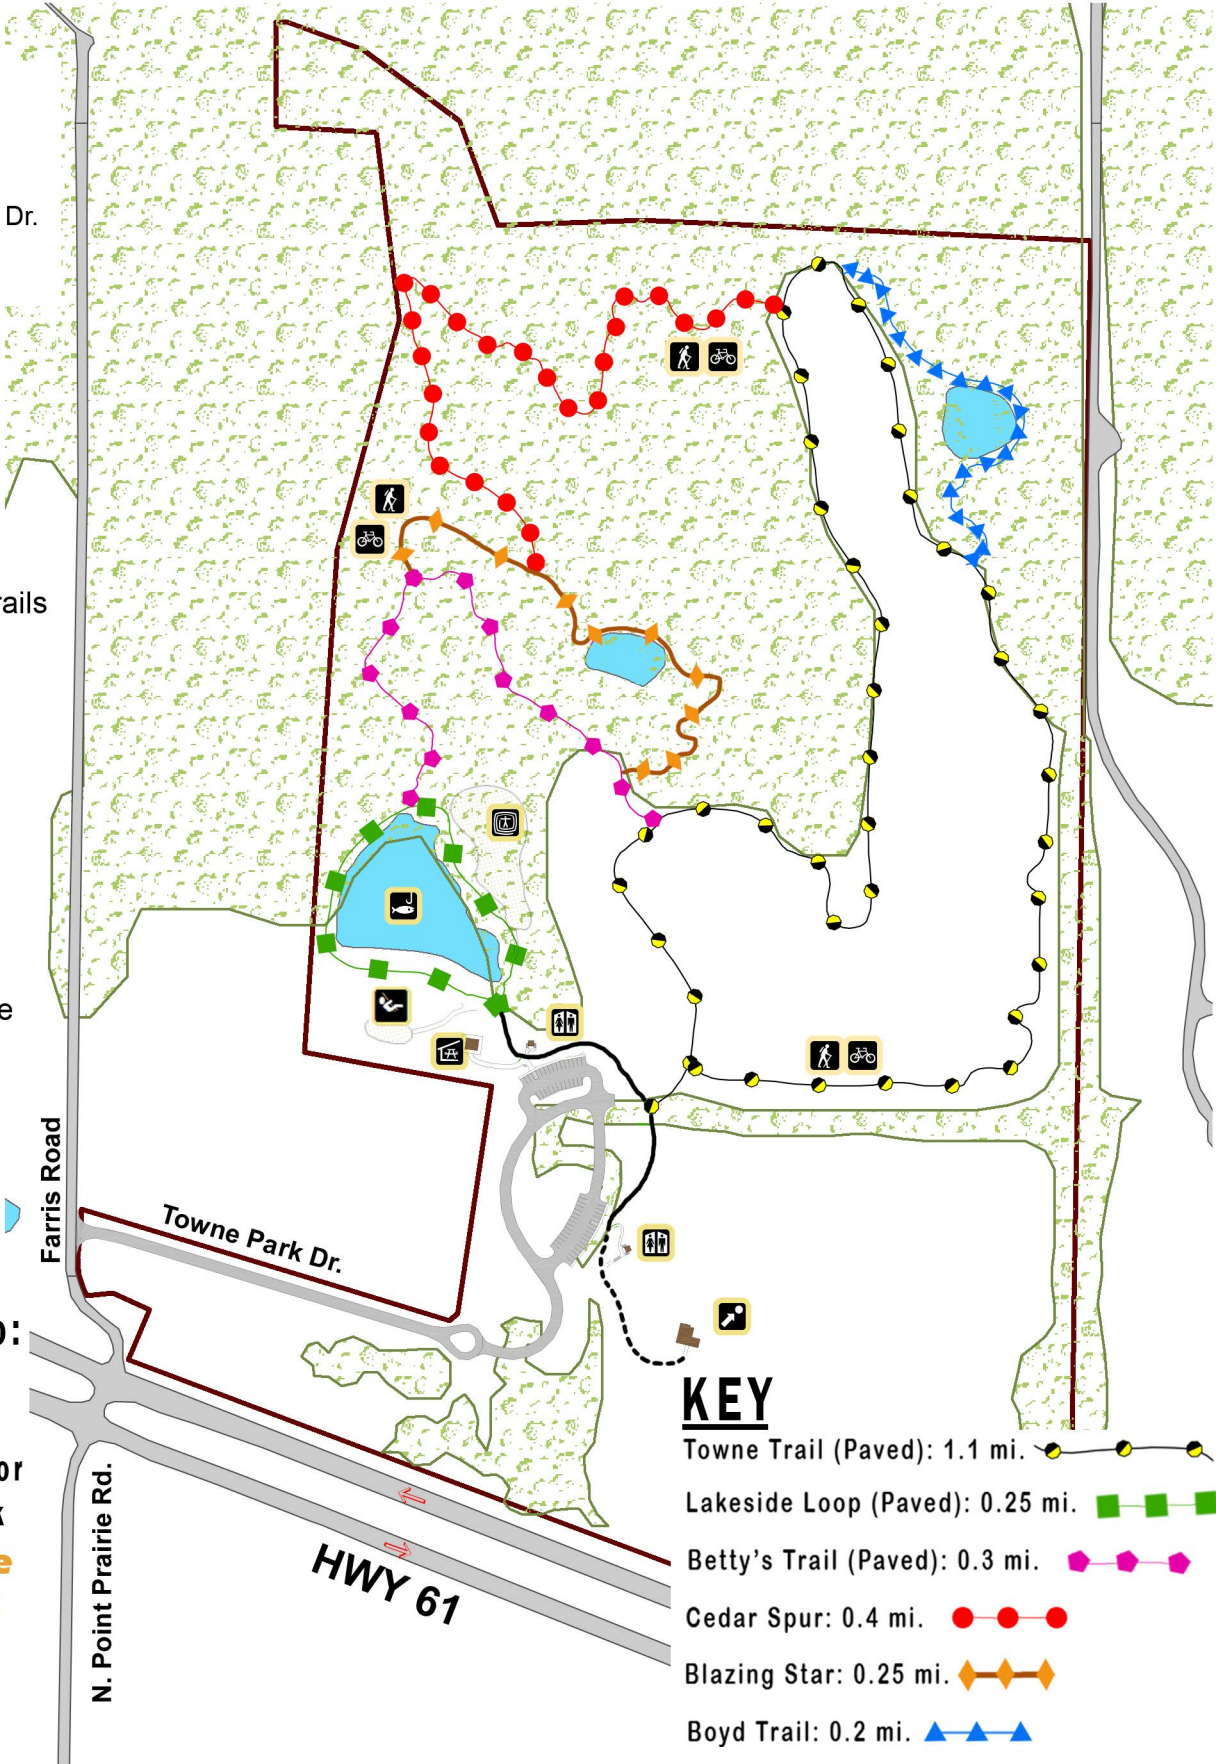 Dr.
rails
e
Farris Road
Towne Park Dr.
o:
or
k
e
N. Point Prairie Rd.
HWY 61
KEY
Towne Trail (Paved): 1.1 mi.
Lakeside Loop (Paved): 0.25 mi.
Betty's Trail (Paved): 0.3 mi.
Cedar Spur: 0.4 mi.
Blazing Star: 0.25 mi.
Boyd Trail: 0.2 mi.